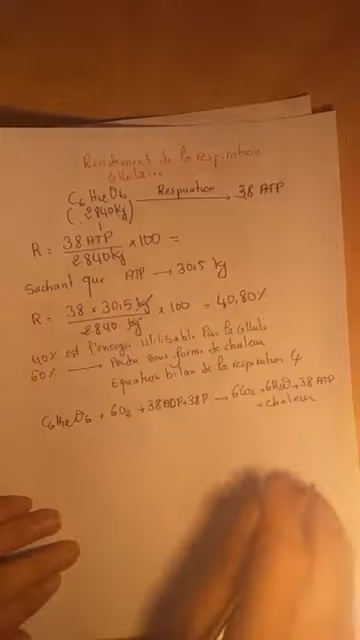 Rendement de la respiration
cellulaire
C6H12O6 Respiration → 38 ATP
(2840kj)
R = 38 ATP / 2840kj × 100 =
Sachant que ATP → 30,5 kj
R = 38 × 30,5 kj / 2840 kj × 100 = 40,80%
40% est l'énergie utilisable Par la cellule
60% → Perdu sous forme de chaleur
Equation bilan de la respiration
C6H12O6 + 6O2 + 38ADP + 38P → 6CO2 + 6H2O + 38 ATP
+ chaleur